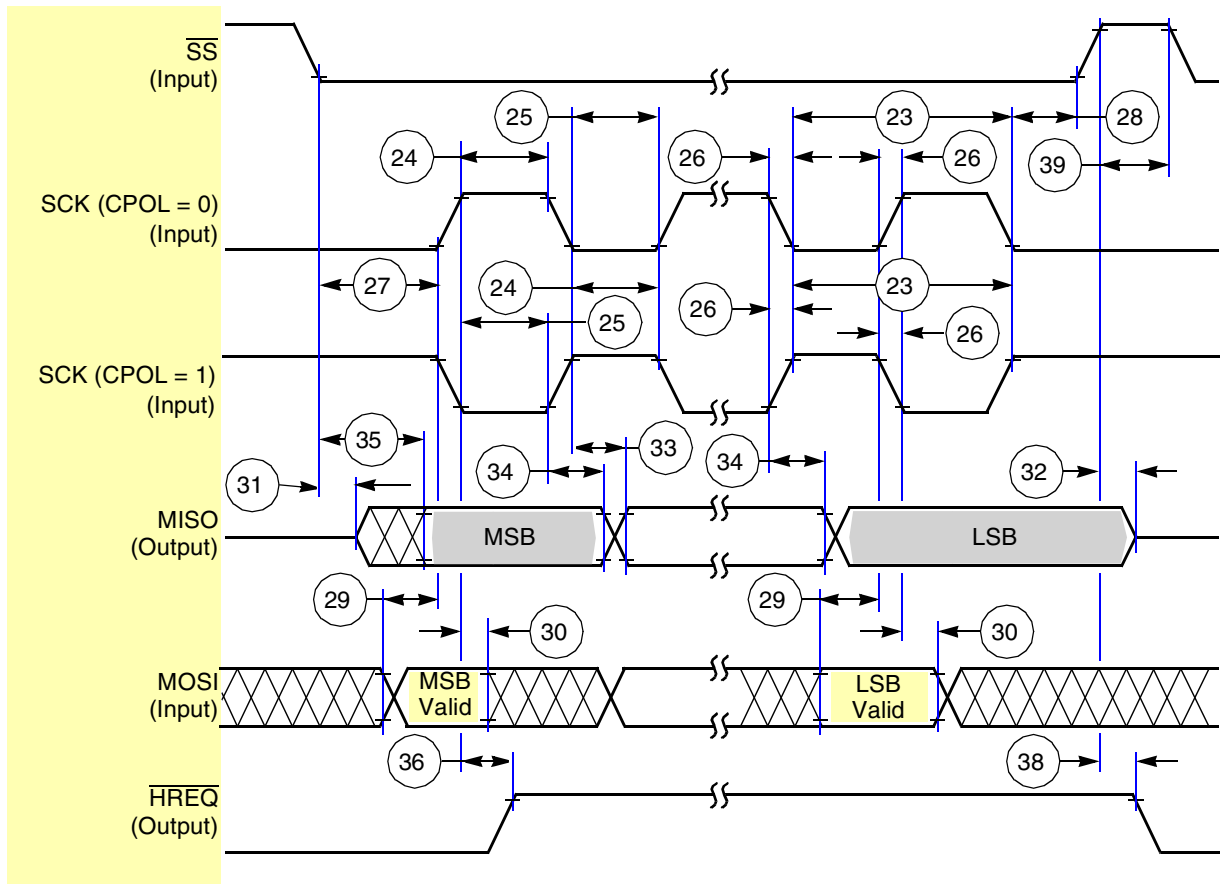 SS
(Input)
25
23
28
24
26
26
39
SCK (CPOL = 0)
(Input)
27
24
23
26
25
26
SCK (CPOL = 1)
(Input)
35
33
34
34
31
32
MISO
(Output)
MSB
LSB
29
29
30
30
MOSI
(Input)
MSB
Valid
LSB
Valid
36
38
HREQ
(Output)